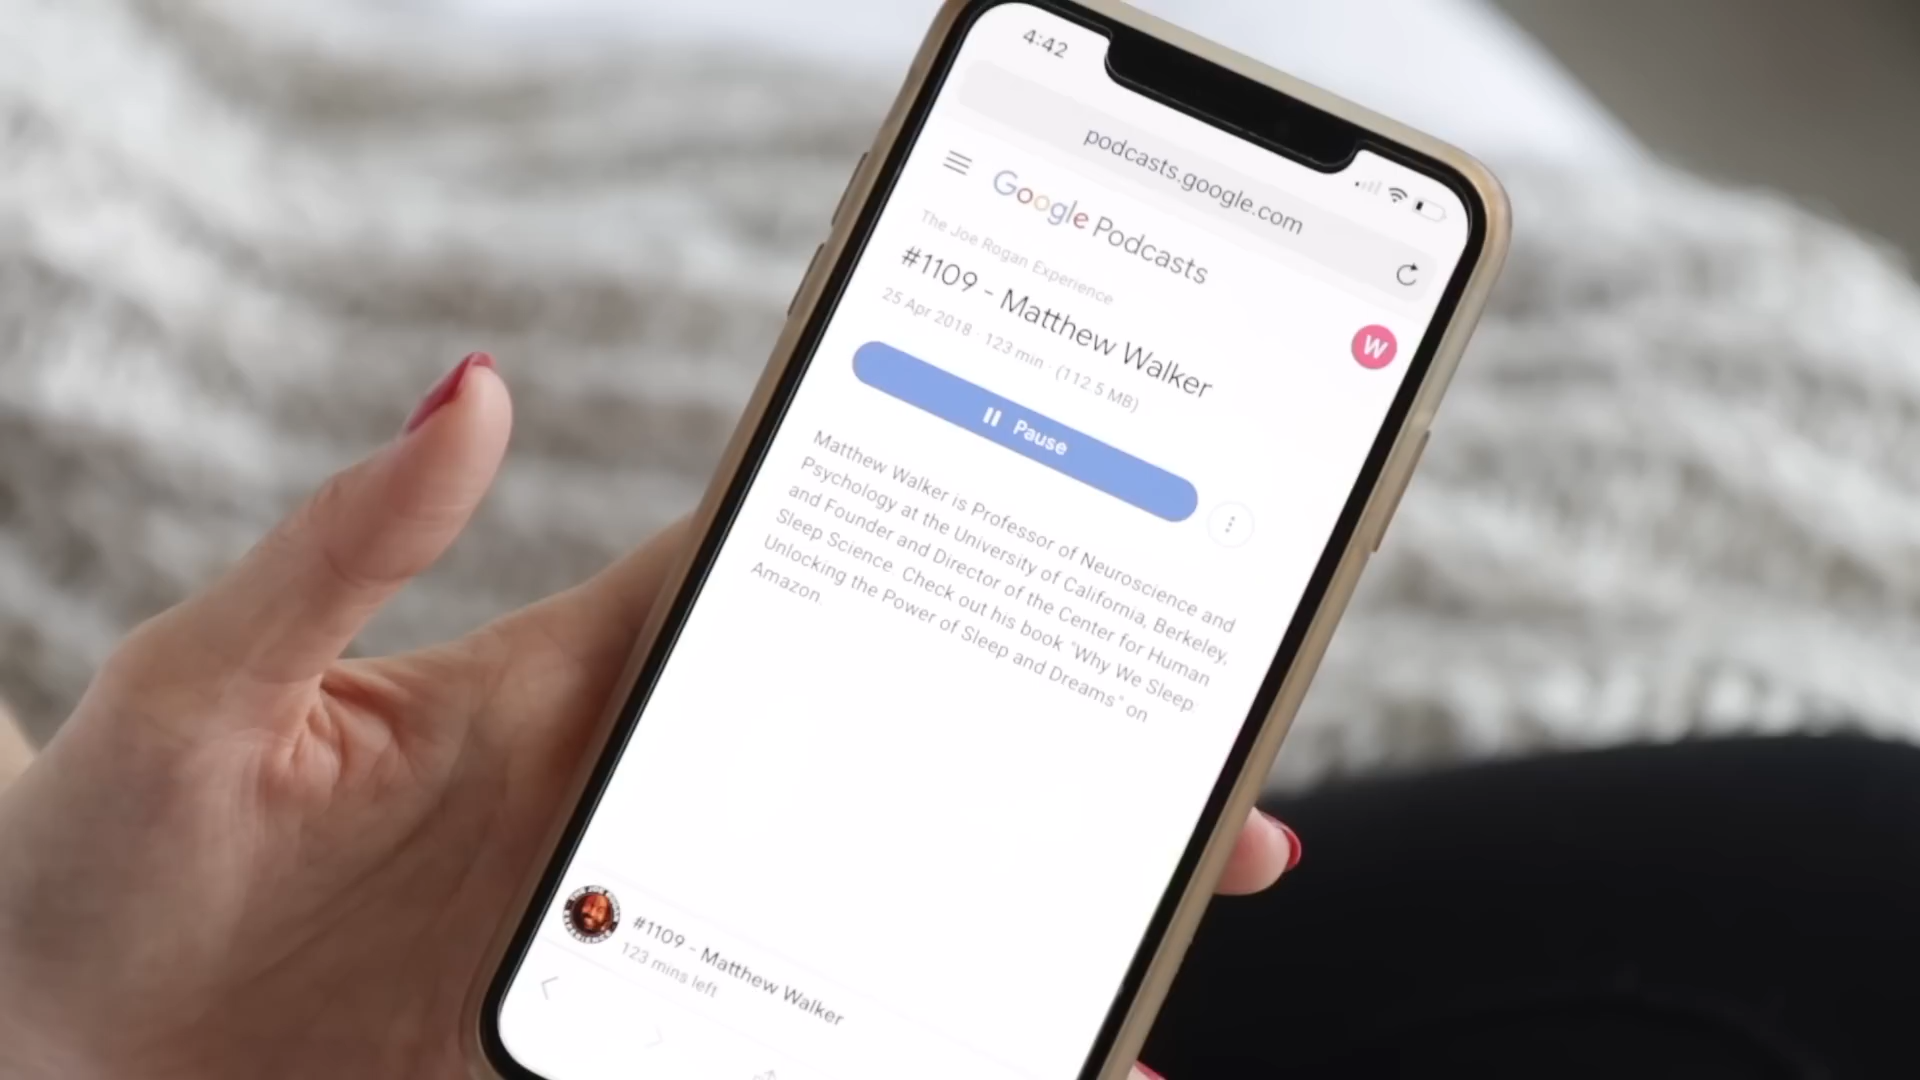 4:42
podcasts.google.com
Google Podcasts
The Joe Rogan Experience
#1109 - Matthew Walker
W
25 Apr 2018 · 123 min · (112.5 MB)
Pause
Matthew Walker is Professor of Neuroscience and
Psychology at the University of California, Berkeley,
and Founder and Director of the Center for Human
Sleep Science. Check out his book "Why We Sleep:
Unlocking the Power of Sleep and Dreams" on
Amazon.
#1109 - Matthew Walker
123 mins left